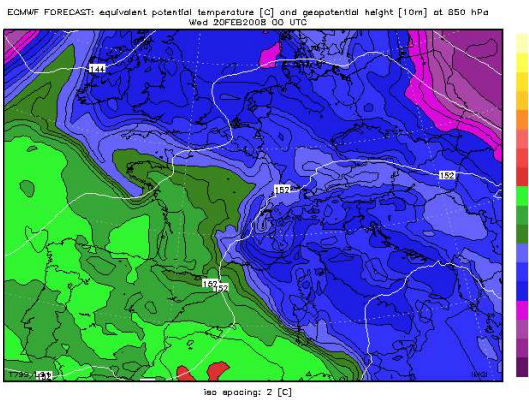 ECMWF FORECAST: equivalent potential temperature [C] and geopotential height [10m] at 850 hPa
Wed 20FEB2008 00 UTC
144
152
152
152
152
152
iso spacing: 2 [C]